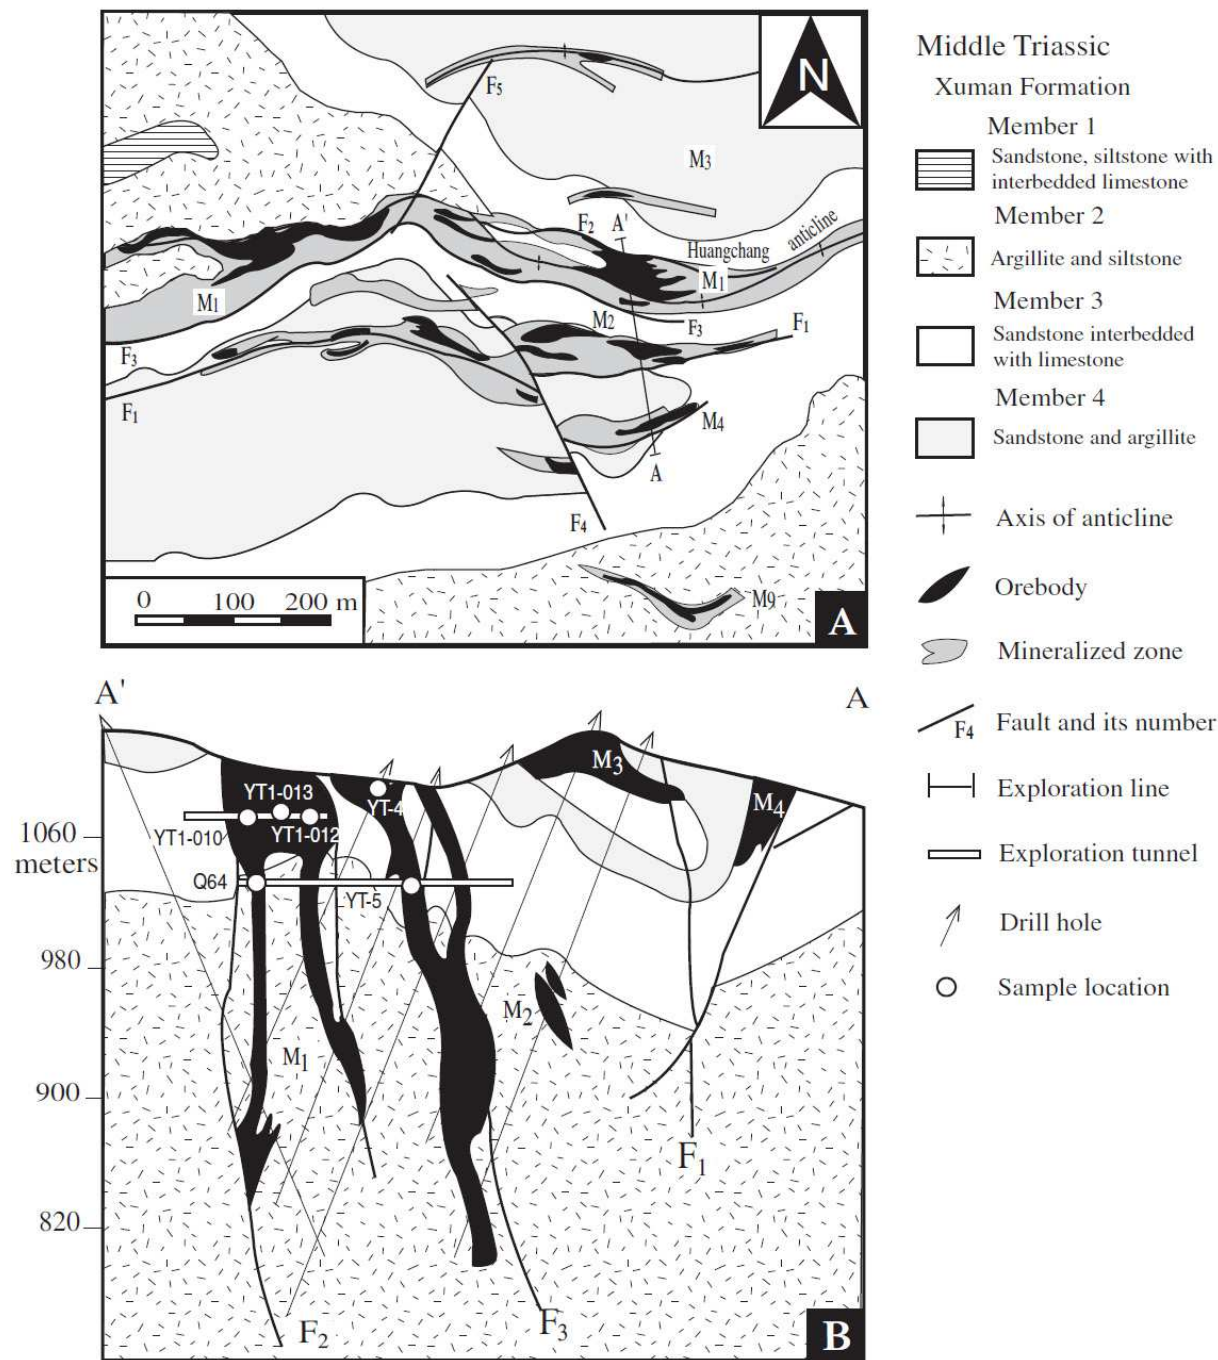 N
F5
M3
F2
A'
Huangchang
anticline
M1
M1
M2
F3
F1
F3
F1
M4
A
F4
0 100 200 m
M9
A
Middle Triassic
Xuman Formation
Member 1
Sandstone, siltstone with
interbedded limestone
Member 2
Argillite and siltstone
Member 3
Sandstone interbedded
with limestone
Member 4
Sandstone and argillite
Axis of anticline
Orebody
Mineralized zone
F4 Fault and its number
Exploration line
Exploration tunnel
Drill hole
Sample location
A'
A
M3
YT1-013
YT-4
M4
1060
meters
YT1-010
YT1-012
Q64
YT-5
980
M2
M1
900
F1
820
F2
F3
B